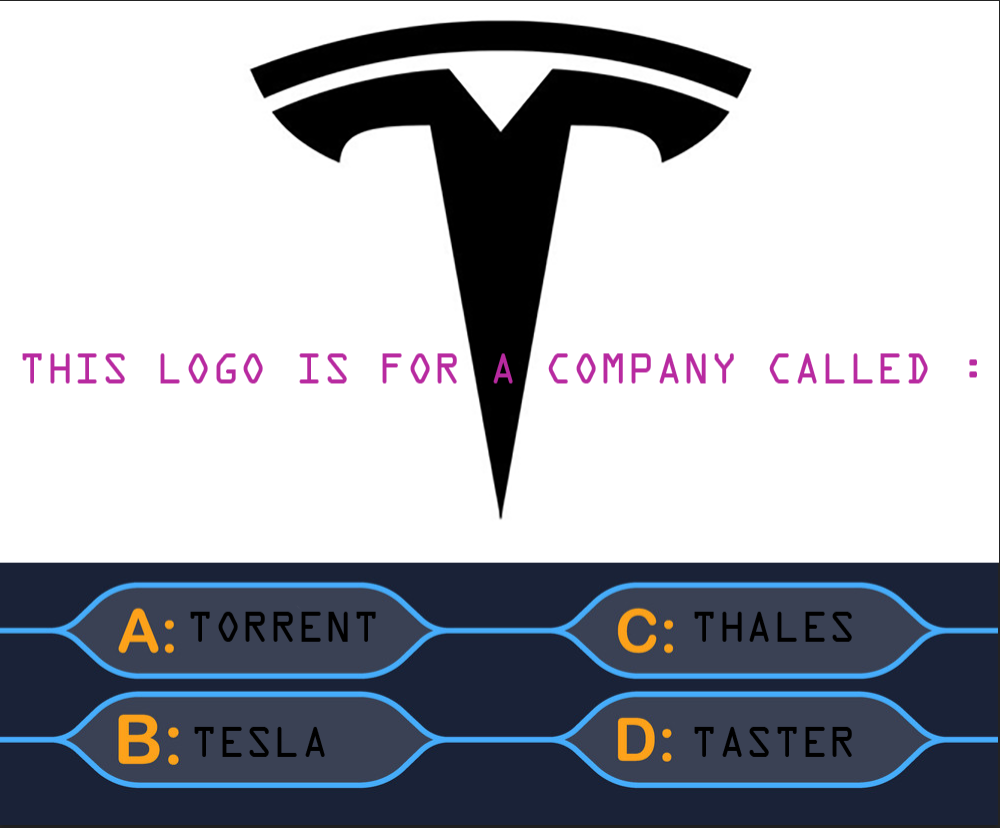 THIS LOGO IS FOR A COMPANY CALLED :
A: TORRENT
C: THALES
B: TESLA
D: TASTER